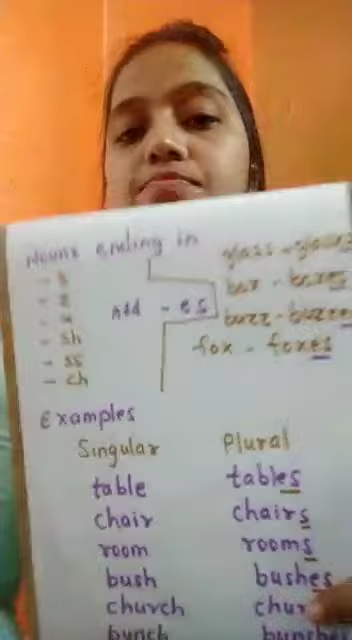 Nouns ending in
- s
- z
- x
- sh
- ss
- ch
Add - es
glass - glasses
box - boxes
buzz - buzzes
fox - foxes
Examples
Singular Plural
table tables
chair chairs
room rooms
bush bushes
church
bunch